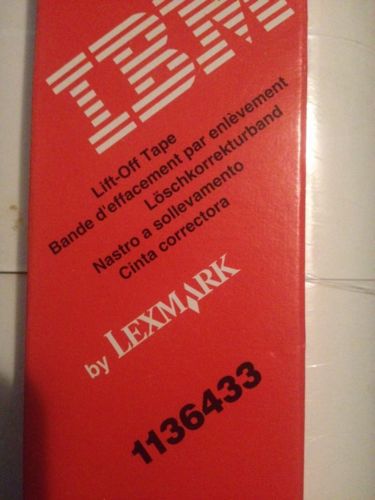 IBM
Lift-Off Tape
Bande d'effacement par enlèvement
Löschkorrekturband
Nastro a sollevamento
Cinta correctora
by LEXMARK
1136433